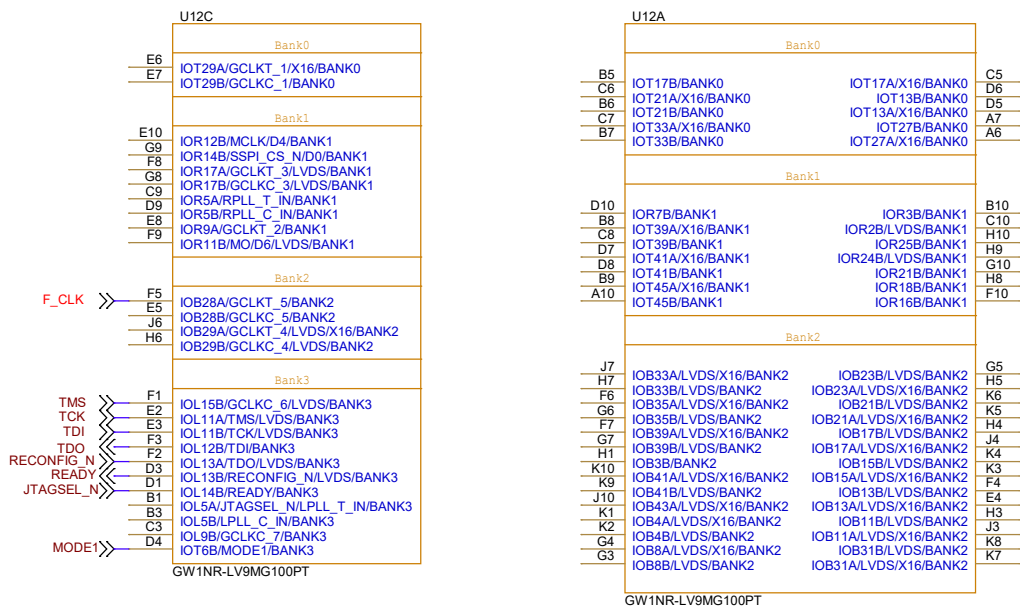 U12C
Bank0
E6 IOT29A/GCLKT_1/X16/BANK0
E7 IOT29B/GCLKC_1/BANK0
Bank1
E10 IOR12B/MCLK/D4/BANK1
G9 IOR14B/SSPI_CS_N/D0/BANK1
F8 IOR17A/GCLKT_3/LVDS/BANK1
G8 IOR17B/GCLKC_3/LVDS/BANK1
C9 IOR5A/RPLL_T_IN/BANK1
D9 IOR5B/RPLL_C_IN/BANK1
E8 IOR9A/GCLKT_2/BANK1
F9 IOR11B/MO/D6/LVDS/BANK1
Bank2
F_CLK F5 IOB28A/GCLKT_5/BANK2
E5 IOB28B/GCLKC_5/BANK2
J6 IOB29A/GCLKT_4/LVDS/X16/BANK2
H6 IOB29B/GCLKC_4/LVDS/BANK2
Bank3
TMS F1 IOL15B/GCLKC_6/LVDS/BANK3
TCK E2 IOL11A/TMS/LVDS/BANK3
TDI E3 IOL11B/TCK/LVDS/BANK3
TDO F3 IOL12B/TDI/BANK3
RECONFIG_N F2 IOL13A/TDO/LVDS/BANK3
READY D3 IOL13B/RECONFIG_N/LVDS/BANK3
JTAGSEL_N D1 IOL14B/READY/BANK3
B1 IOL5A/JTAGSEL_N/LPLL_T_IN/BANK3
B3 IOL5B/LPLL_C_IN/BANK3
C3 IOL9B/GCLKC_7/BANK3
MODE1 D4 IOT6B/MODE1/BANK3
GW1NR-LV9MG100PT
U12A
Bank0
B5 IOT17B/BANK0 IOT17A/X16/BANK0 C5
C6 IOT21A/X16/BANK0 IOT13B/BANK0 D6
B6 IOT21B/BANK0 IOT13A/X16/BANK0 D5
C7 IOT33A/X16/BANK0 IOT27B/BANK0 A7
B7 IOT33B/BANK0 IOT27A/X16/BANK0 A6
Bank1
D10 IOR7B/BANK1 IOR3B/BANK1 B10
B8 IOT39A/X16/BANK1 IOR2B/LVDS/BANK1 C10
C8 IOT39B/BANK1 IOR25B/BANK1 H10
D7 IOT41A/X16/BANK1 IOR24B/LVDS/BANK1 H9
D8 IOT41B/BANK1 IOR21B/BANK1 G10
B9 IOT45A/X16/BANK1 IOR18B/BANK1 H8
A10 IOT45B/BANK1 IOR16B/BANK1 F10
Bank2
J7 IOB33A/LVDS/X16/BANK2 IOB23B/LVDS/BANK2 G5
H7 IOB33B/LVDS/BANK2 IOB23A/LVDS/X16/BANK2 H5
F6 IOB35A/LVDS/X16/BANK2 IOB21B/LVDS/BANK2 K6
G6 IOB35B/LVDS/BANK2 IOB21A/LVDS/X16/BANK2 K5
F7 IOB39A/LVDS/X16/BANK2 IOB17B/LVDS/BANK2 H4
G7 IOB39B/LVDS/BANK2 IOB17A/LVDS/X16/BANK2 J4
H1 IOB3B/BANK2 IOB15B/LVDS/BANK2 K4
K10 IOB41A/LVDS/X16/BANK2 IOB15A/LVDS/X16/BANK2 K3
K9 IOB41B/LVDS/BANK2 IOB13B/LVDS/BANK2 F4
J10 IOB43A/LVDS/X16/BANK2 IOB13A/LVDS/X16/BANK2 E4
K1 IOB4A/LVDS/X16/BANK2 IOB11B/LVDS/BANK2 H3
K2 IOB4B/LVDS/BANK2 IOB11A/LVDS/X16/BANK2 J3
G4 IOB8A/LVDS/X16/BANK2 IOB31B/LVDS/BANK2 K8
G3 IOB8B/LVDS/BANK2 IOB31A/LVDS/X16/BANK2 K7
GW1NR-LV9MG100PT